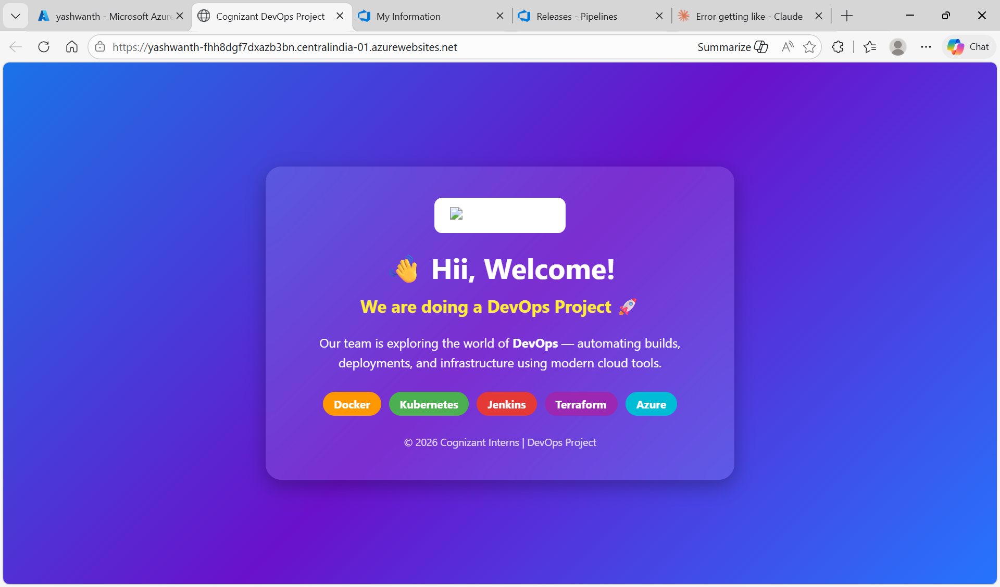 yashwanth - Microsoft Azure
Cognizant DevOps Project
My Information
Releases - Pipelines
Error getting like - Claude
https://yashwanth-fhh8dgf7dxazb3bn.centralindia-01.azurewebsites.net
Summarize
Chat
👋 Hii, Welcome!
We are doing a DevOps Project 🚀
Our team is exploring the world of DevOps — automating builds,
deployments, and infrastructure using modern cloud tools.
Docker
Kubernetes
Jenkins
Terraform
Azure
© 2026 Cognizant Interns | DevOps Project